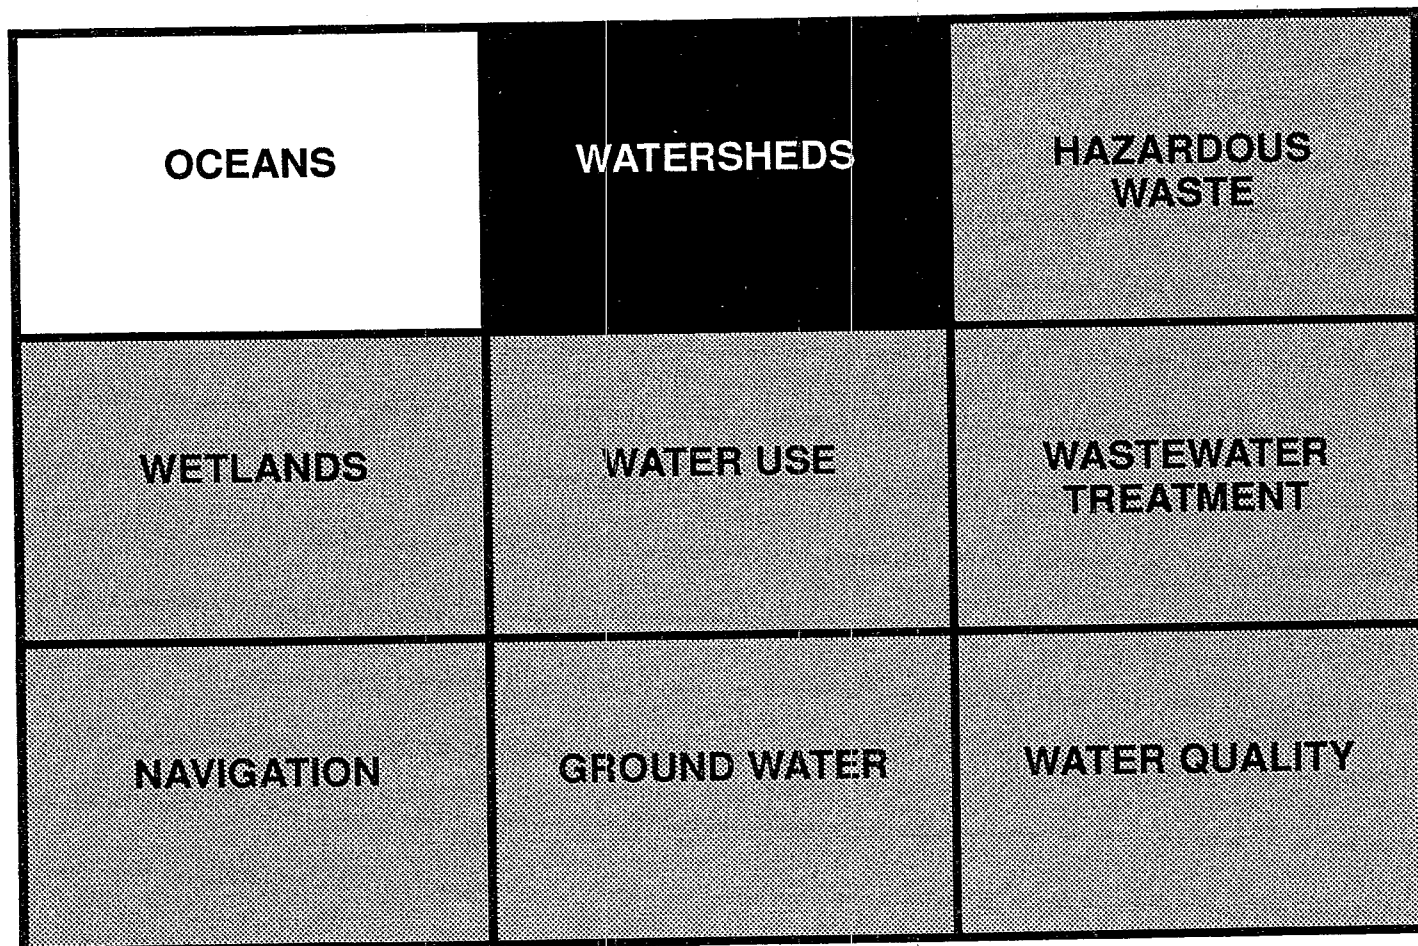 OCEANS
WATERSHEDS
HAZARDOUS
WASTE
WETLANDS
WATER USE
WASTEWATER
TREATMENT
NAVIGATION
GROUND WATER
WATER QUALITY